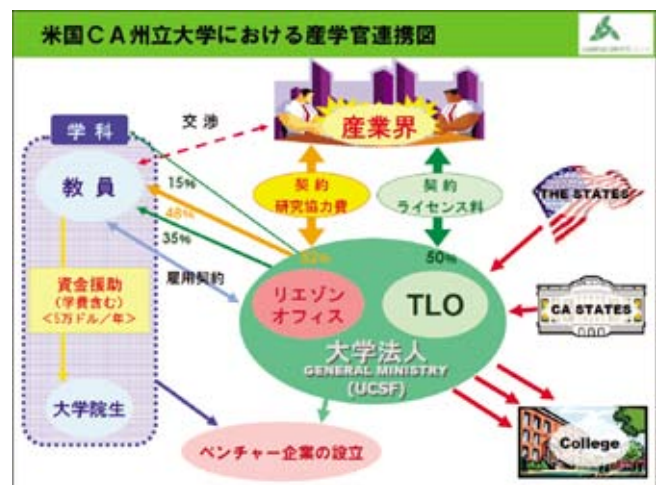 米国CA州立大学における産学官連携図
学科
交渉
産業界
教員
15%
48%
35%
契約
研究協力費
契約
ライセンス料
THE STATES
52%
50%
資金援助
(学費含む)
<5万ドル/年>
雇用契約
リエゾン
オフィス
TLO
CA STATES
大学法人
GENERAL MINISTRY
(UCSF)
大学院生
ベンチャー企業の設立
College